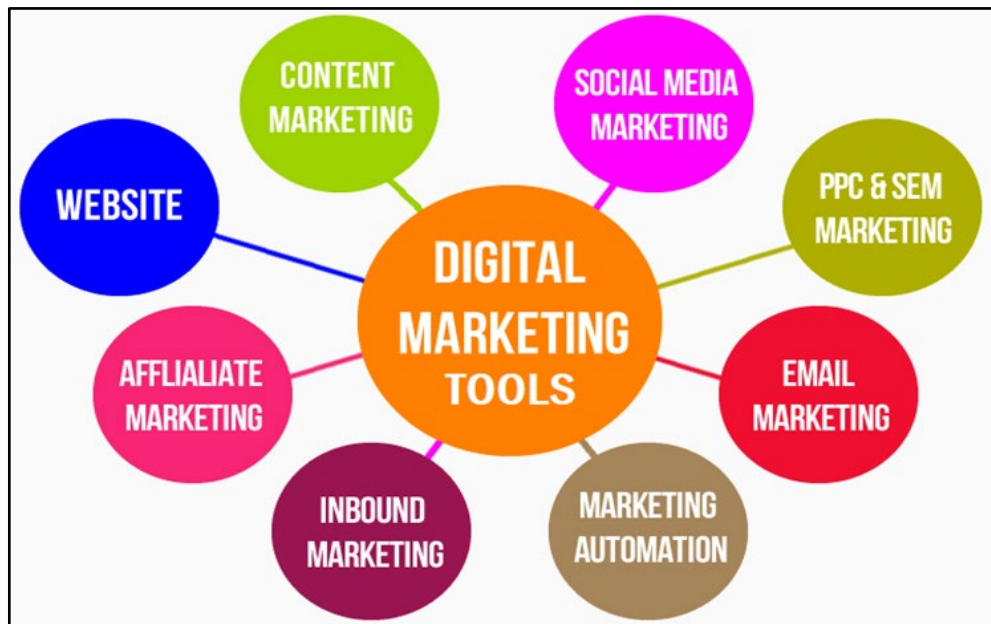 CONTENT
MARKETING
SOCIAL MEDIA
MARKETING
WEBSITE
PPC & SEM
MARKETING
DIGITAL
MARKETING
TOOLS
AFFLIALIATE
MARKETING
EMAIL
MARKETING
INBOUND
MARKETING
MARKETING
AUTOMATION